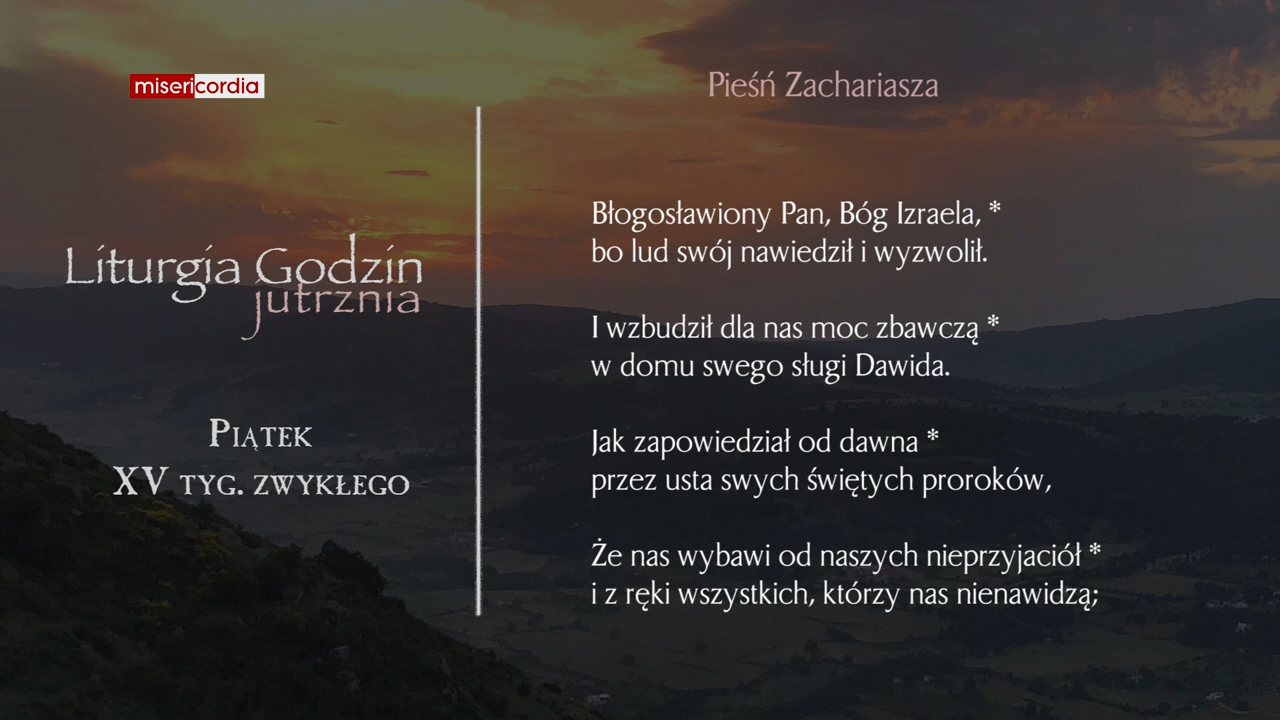 misericordia
Liturgia Godzin
jutrznia
Piątek
XV tyg. zwykłego
Pieśń Zachariasza
Błogosławiony Pan, Bóg Izraela, *
bo lud swój nawiedził i wyzwolił.
I wzbudził dla nas moc zbawczą *
w domu swego sługi Dawida.
Jak zapowiedział od dawna *
przez usta swych świętych proroków,
Że nas wybawi od naszych nieprzyjaciół *
i z ręki wszystkich, którzy nas nienawidzą;